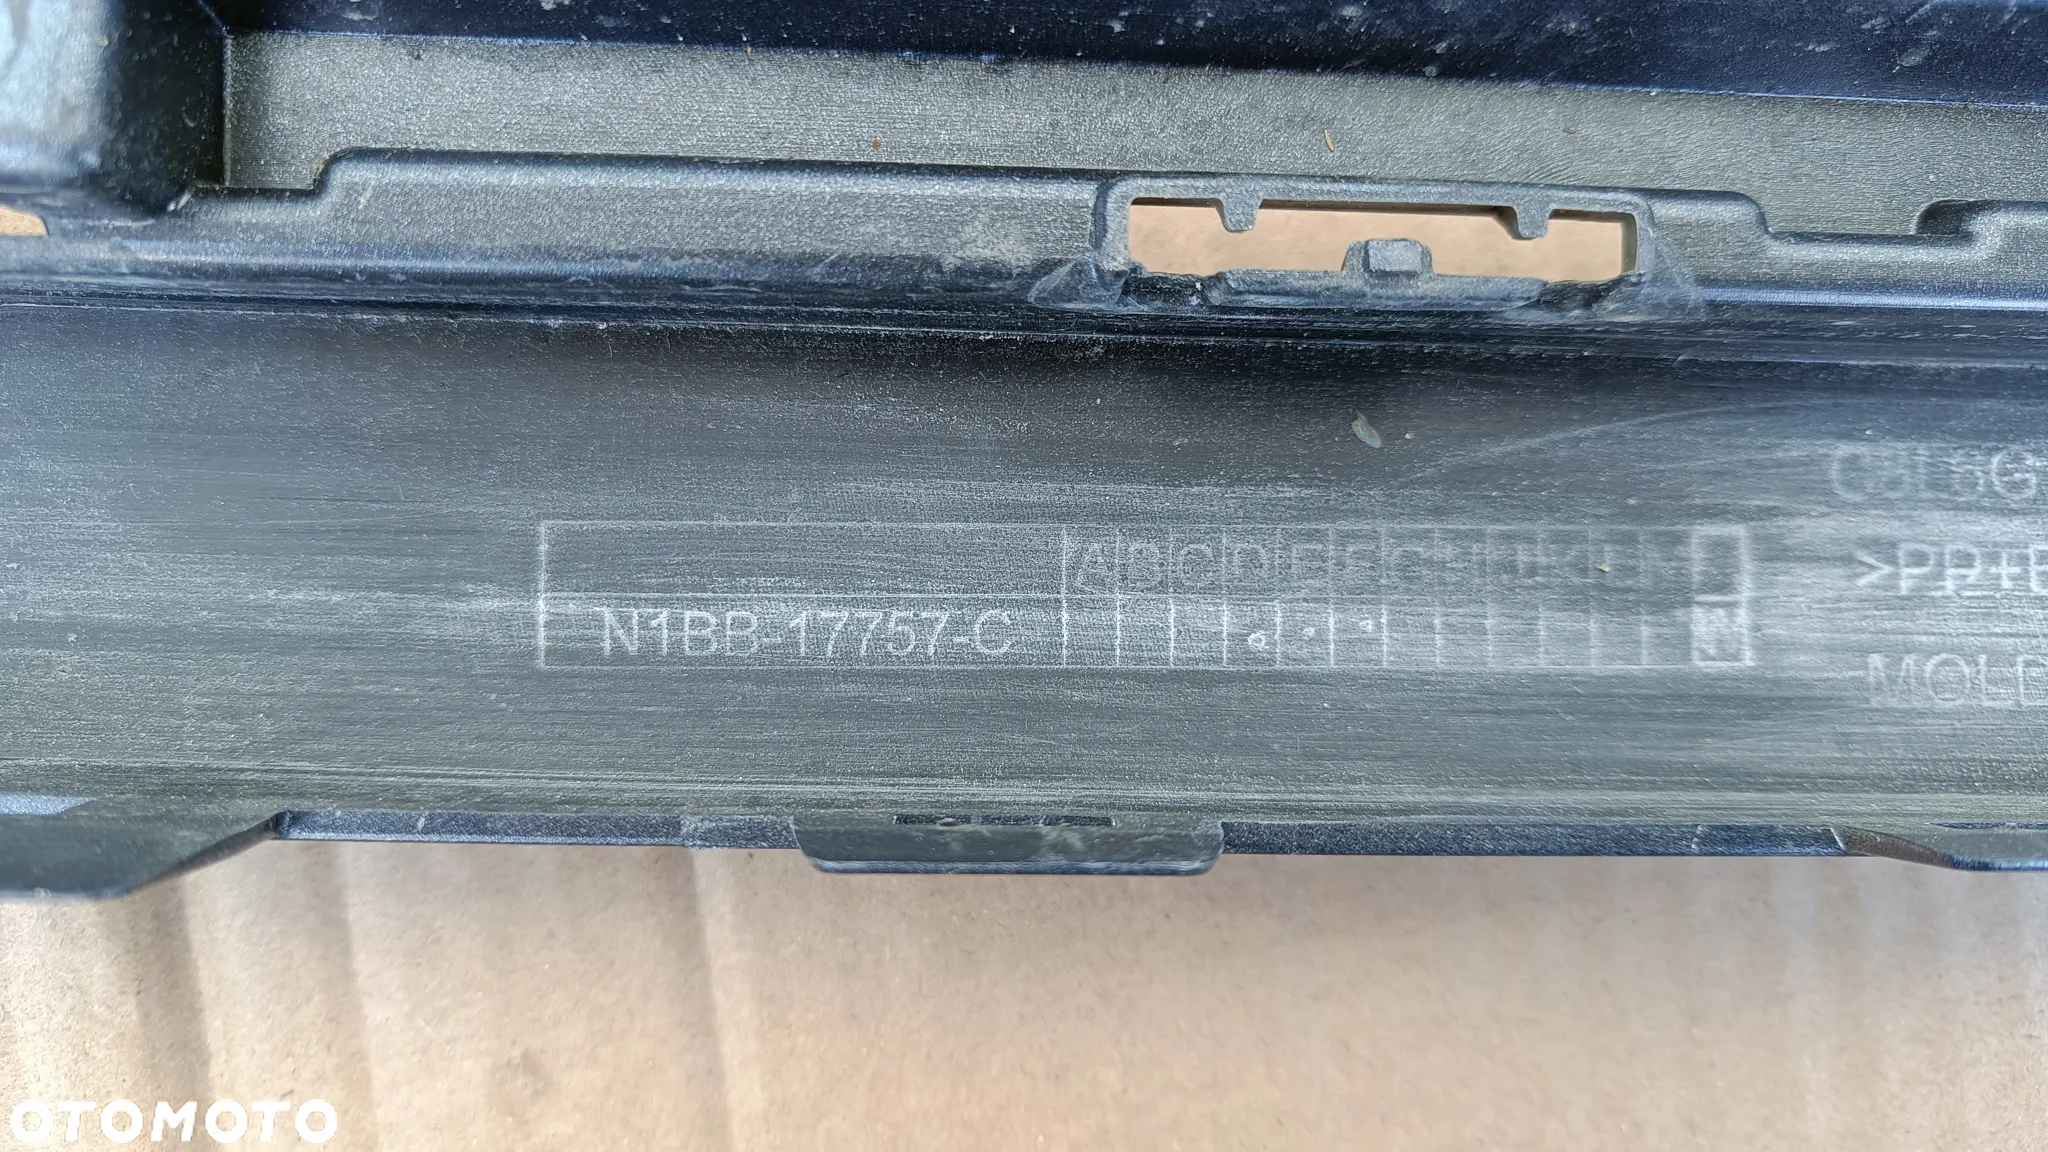 A B C D E F G H J K L M
N1BB-17757-C
>PP+E
MOLD
OTOMOTO